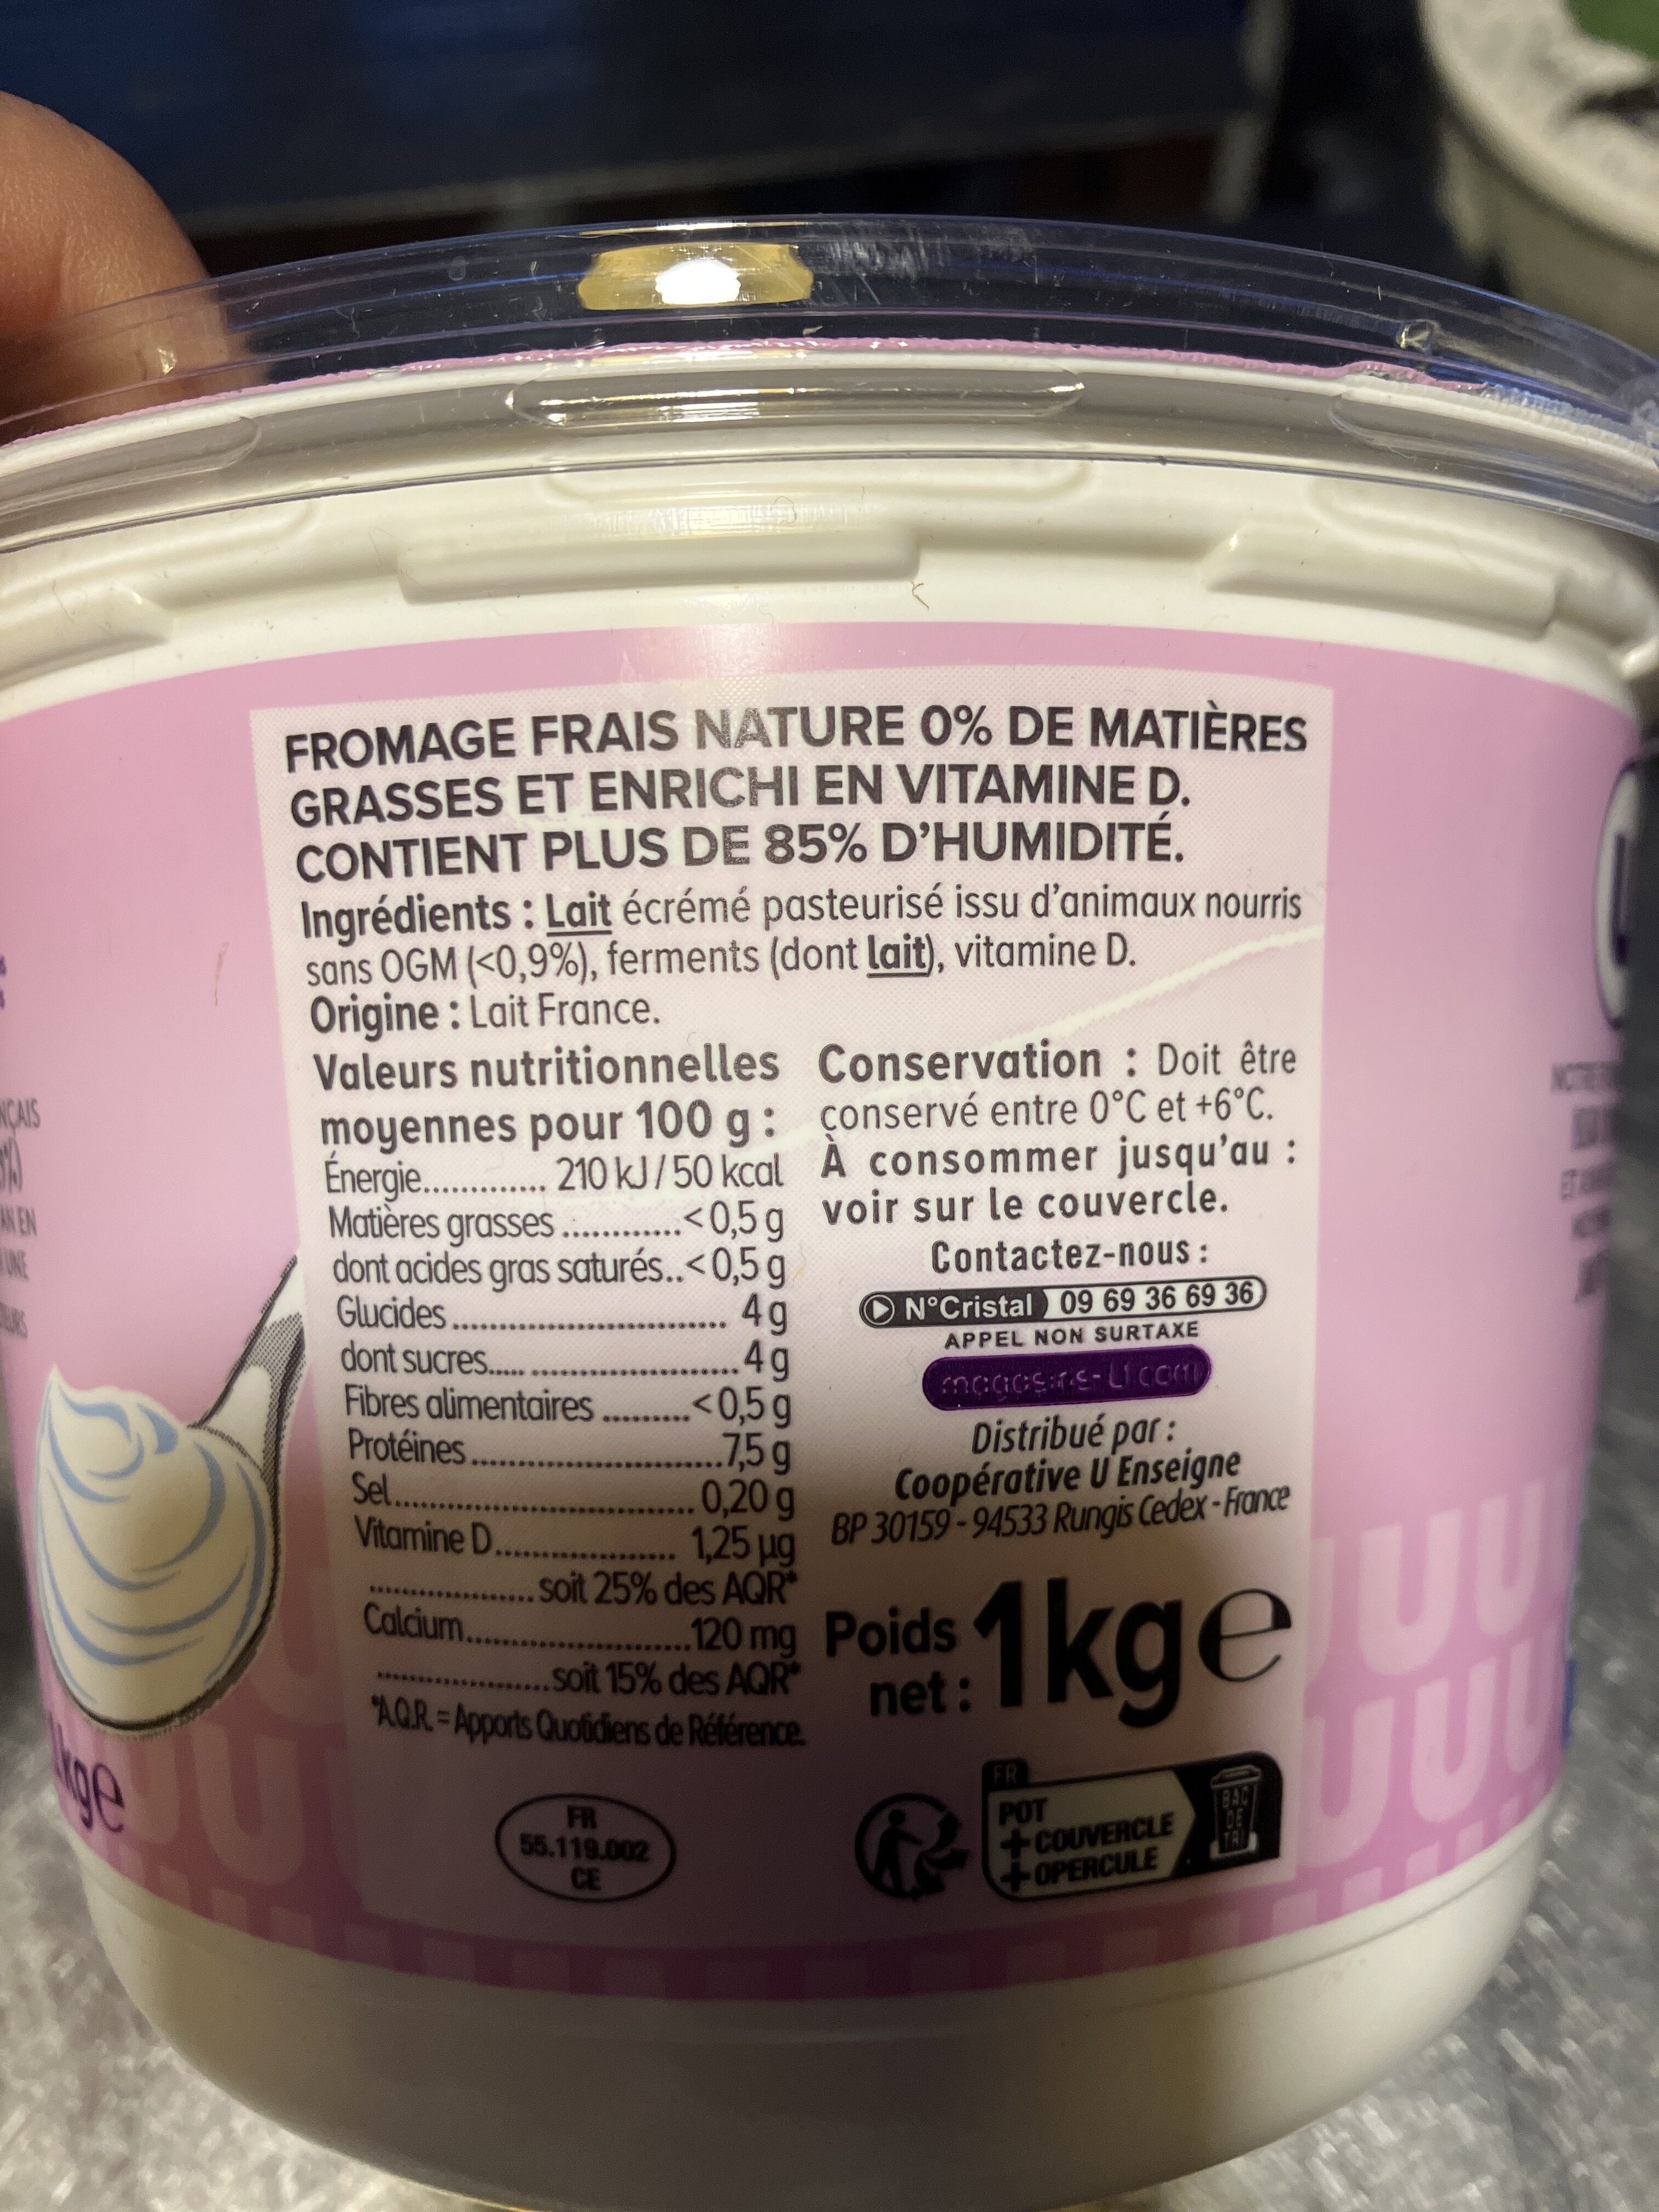 FROMAGE FRAIS NATURE 0% DE MATIÈRES
GRASSES ET ENRICHI EN VITAMINE D.
CONTIENT PLUS DE 85% D'HUMIDITÉ.
Ingrédients : Lait écrémé pasteurisé issu d'animaux nourris
sans OGM (<0,9%), ferments (dont lait), vitamine D.
Origine : Lait France.
Valeurs nutritionnelles
moyennes pour 100 g :
Énergie............. 210 kJ / 50 kcal
Matières grasses ............<0,5 g
dont acides gras saturés..<0,5 g
Glucides .............................. 4 g
dont sucres..... .......................4 g
Fibres alimentaires .........<0,5 g
Protéines ...........................7,5 g
Sel................................. 0,20 g
Vitamine D.................... 1,25 µg
..................soit 25% des AQR*
Calcium.........................120 mg
....................soit 15% des AQR*
*A.Q.R. = Apports Quotidiens de Référence.
Conservation : Doit être
conservé entre 0°C et +6°C.
À consommer jusqu'au :
voir sur le couvercle.
Contactez-nous :
N°Cristal 09 69 36 69 36
APPEL NON SURTAXE
magasins-U.com
Distribué par :
Coopérative U Enseigne
BP 30159 - 94533 Rungis Cedex - France
Poids net : 1kg e
FR
55.119.002
CE
FR
POT
+ COUVERCLE
+ OPERCULE
BAC
DE
TRI
1kg e